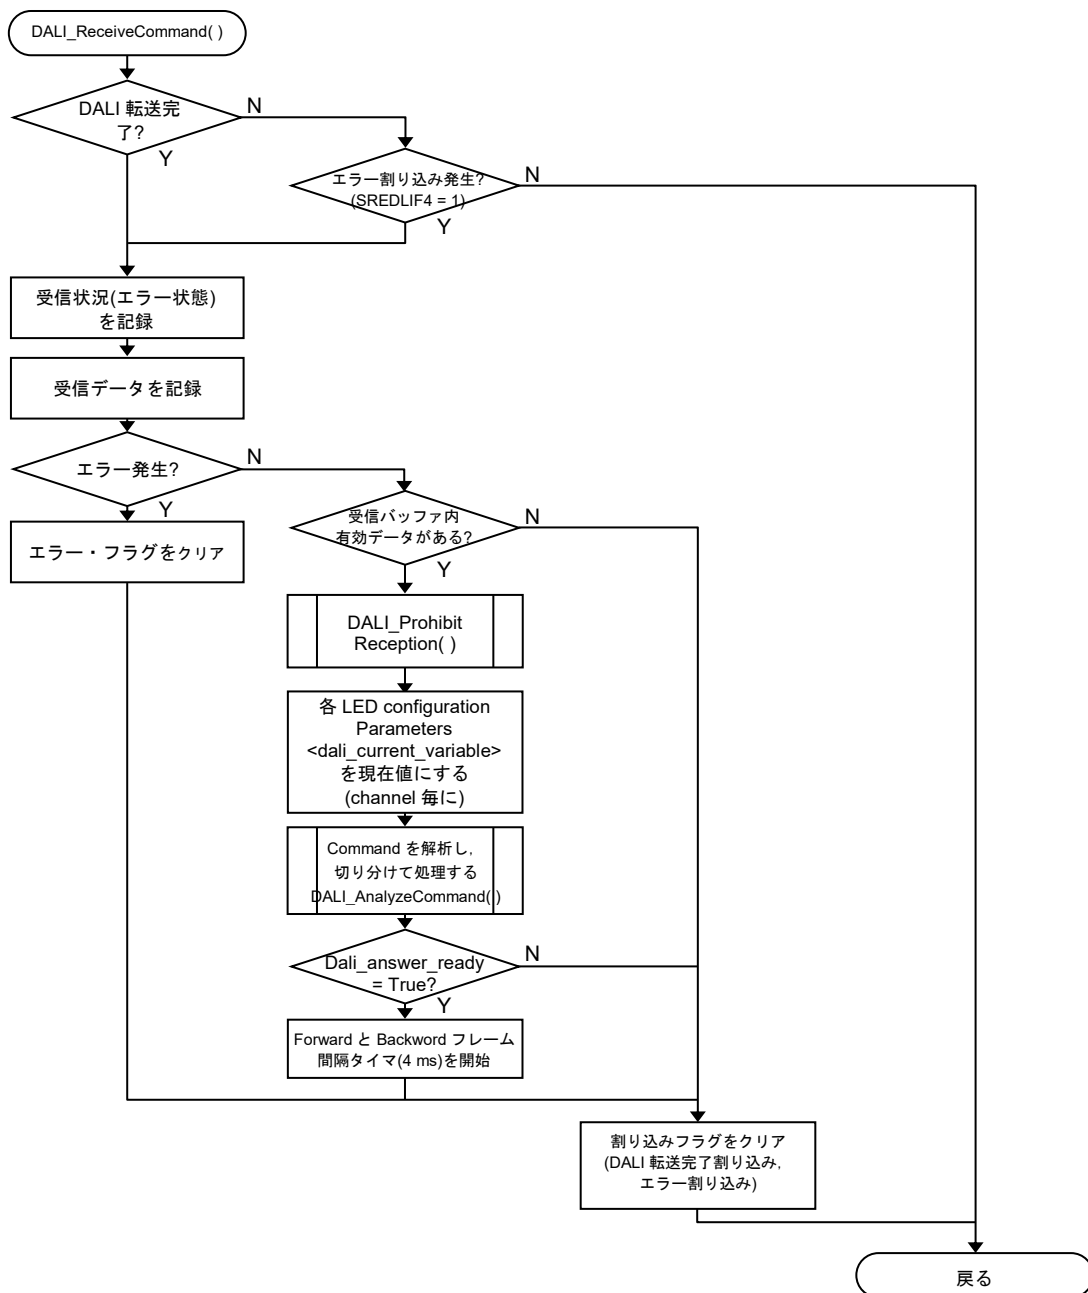 DALI_ReceiveCommand( )
DALI 転送完
了?
N
Y
エラー割り込み発生?
(SREDLIF4 = 1)
N
Y
受信状況(エラー状態)
を記録
受信データを記録
エラー発生?
N
Y
エラー・フラグをクリア
受信バッファ内
有効データがある?
N
Y
DALI_Prohibit
Reception( )
各 LED configuration
Parameters
<dali_current_variable>
を現在値にする
(channel 毎に)
Command を解析し,
切り分けて処理する
DALI_AnalyzeCommand( )
Dali_answer_ready
= True?
N
Y
Forward と Backword フレーム
間隔タイマ(4 ms)を開始
割り込みフラグをクリア
(DALI 転送完了割り込み,
エラー割り込み)
戻る